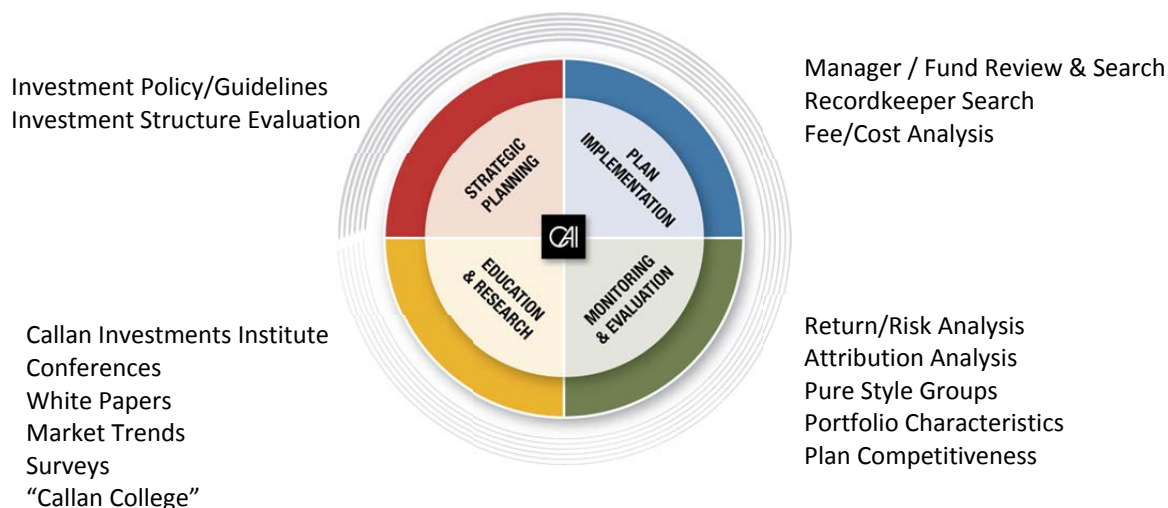 Investment Policy/Guidelines
Investment Structure Evaluation
Manager / Fund Review & Search
Recordkeeper Search
Fee/Cost Analysis
STRATEGIC
PLANNING
PLAN
IMPLEMENTATION
CAI
EDUCATION
& RESEARCH
MONITORING
& EVALUATION
Callan Investments Institute
Conferences
White Papers
Market Trends
Surveys
“Callan College”
Return/Risk Analysis
Attribution Analysis
Pure Style Groups
Portfolio Characteristics
Plan Competitiveness